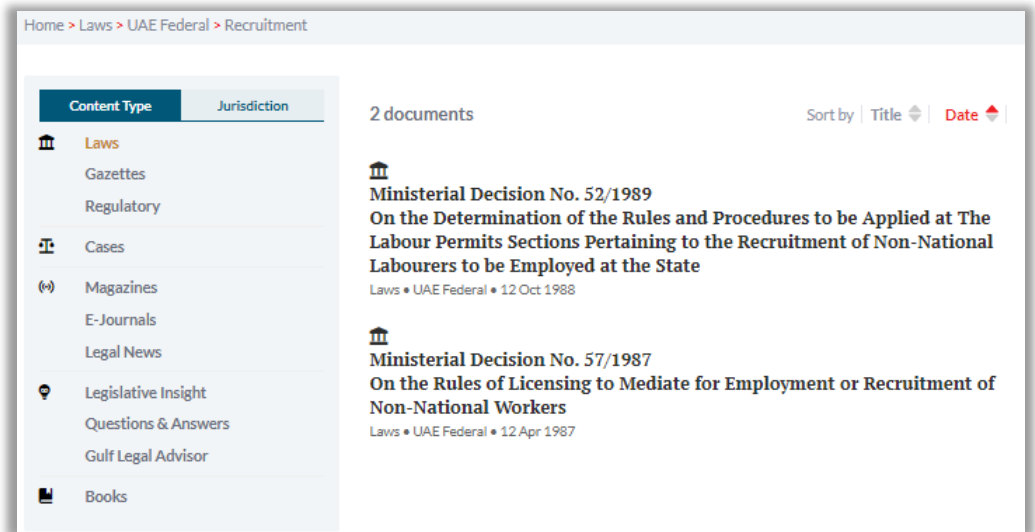 Home > Laws > UAE Federal > Recruitment
Content Type
Jurisdiction
Laws
Gazettes
Regulatory
Cases
Magazines
E-Journals
Legal News
Legislative Insight
Questions & Answers
Gulf Legal Advisor
Books
2 documents
Sort by | Title | Date
Ministerial Decision No. 52/1989
On the Determination of the Rules and Procedures to be Applied at The
Labour Permits Sections Pertaining to the Recruitment of Non-National
Labourers to be Employed at the State
Laws • UAE Federal • 12 Oct 1988
Ministerial Decision No. 57/1987
On the Rules of Licensing to Mediate for Employment or Recruitment of
Non-National Workers
Laws • UAE Federal • 12 Apr 1987